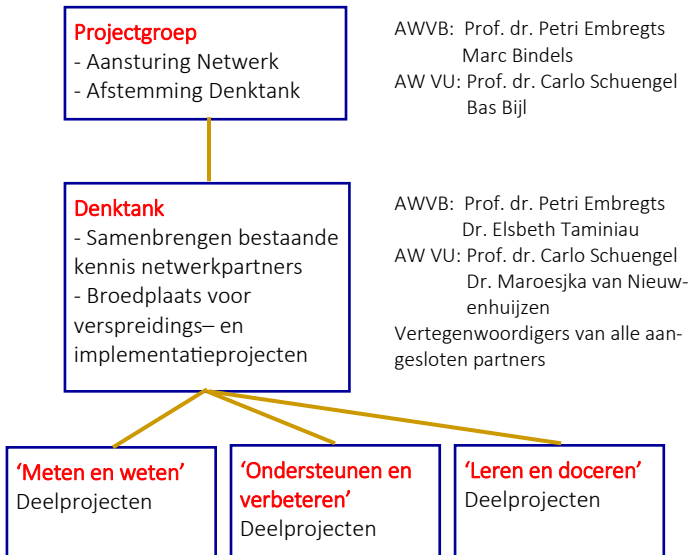 Projectgroep
- Aansturing Netwerk
- Afstemming Denktank
AWVB: Prof. dr. Petri Embregts
Marc Bindels
AW VU: Prof. dr. Carlo Schuengel
Bas Bijl
Denktank
- Samenbrengen bestaande
kennis netwerkpartners
- Broedplaats voor
verspreidings– en
implementatieprojecten
AWVB: Prof. dr. Petri Embregts
Dr. Elsbeth Taminiau
AW VU: Prof. dr. Carlo Schuengel
Dr. Maroesjka van Nieuw-
enhuijzen
Vertegenwoordigers van alle aan-
gesloten partners
‘Meten en weten’
Deelprojecten
‘Ondersteunen en
verbeteren’
Deelprojecten
‘Leren en doceren’
Deelprojecten